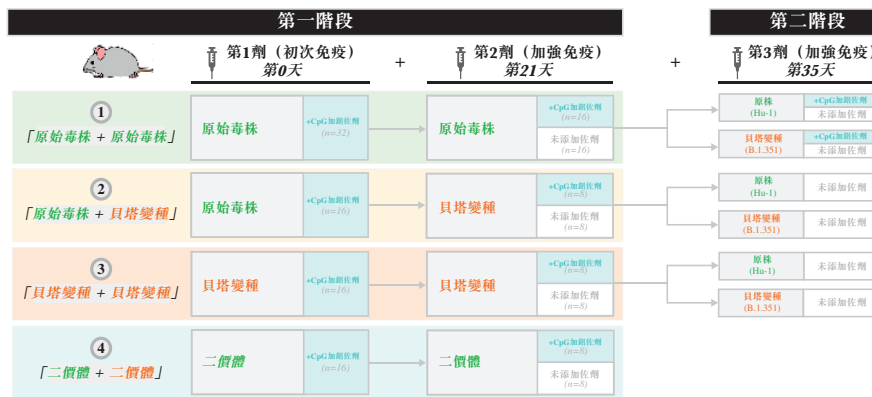 第一階段
第二階段
第1劑（初次免疫）
第0天
+
第2劑（加強免疫）
第21天
+
第3劑（加強免疫）
第35天
①
「原始毒株 + 原始毒株」
原始毒株
+CpG加鋁佐劑
(n=32)
原始毒株
+CpG加鋁佐劑
(n=16)
未添加佐劑
(n=16)
原株
(Hu-1)
+CpG加鋁佐劑
未添加佐劑
貝塔變種
(B.1.351)
+CpG加鋁佐劑
未添加佐劑
②
「原始毒株 + 貝塔變種」
原始毒株
+CpG加鋁佐劑
(n=16)
貝塔變種
+CpG加鋁佐劑
(n=8)
未添加佐劑
(n=8)
原株
(Hu-1)
未添加佐劑
貝塔變種
(B.1.351)
未添加佐劑
③
「貝塔變種 + 貝塔變種」
貝塔變種
+CpG加鋁佐劑
(n=16)
貝塔變種
+CpG加鋁佐劑
(n=8)
未添加佐劑
(n=8)
原株
(Hu-1)
未添加佐劑
貝塔變種
(B.1.351)
未添加佐劑
④
「二價體 + 二價體」
二價體
+CpG加鋁佐劑
(n=16)
二價體
+CpG加鋁佐劑
(n=8)
未添加佐劑
(n=8)